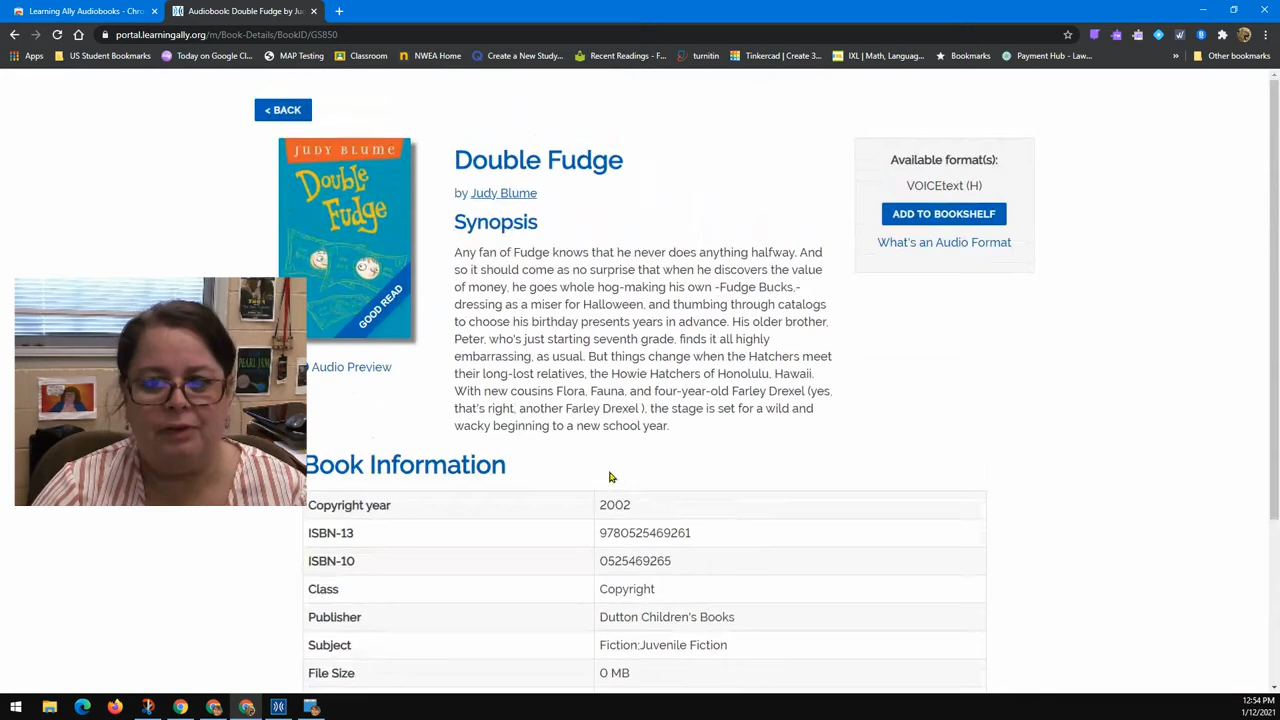 Learning Ally Audiobooks - Chro
Audiobook: Double Fudge by Ju
portal.learningally.org/m/Book-Details/BookID/GS850
Apps
US Student Bookmarks
Today on Google Cl...
MAP Testing
Classroom
NWEA Home
Create a New Study...
Recent Readings - F...
turnitin
Tinkercad | Create 3...
IXL | Math, Languag...
Bookmarks
Payment Hub - Law...
»
Other bookmarks
< BACK
JUDY BLUME
Double
Fudge
GOOD READ
Audio Preview
Double Fudge
by Judy Blume
Synopsis
Any fan of Fudge knows that he never does anything halfway. And
so it should come as no surprise that when he discovers the value
of money, he goes whole hog-making his own -Fudge Bucks,-
dressing as a miser for Halloween, and thumbing through catalogs
to choose his birthday presents years in advance. His older brother,
Peter, who's just starting seventh grade, finds it all highly
embarrassing, as usual. But things change when the Hatchers meet
their long-lost relatives, the Howie Hatchers of Honolulu, Hawaii.
With new cousins Flora, Fauna, and four-year-old Farley Drexel (yes,
that's right, another Farley Drexel ), the stage is set for a wild and
wacky beginning to a new school year.
Available format(s):
VOICEtext (H)
ADD TO BOOKSHELF
What's an Audio Format
Book Information
Copyright year 2002
ISBN-13 9780525469261
ISBN-10 0525469265
Class Copyright
Publisher Dutton Children's Books
Subject Fiction;Juvenile Fiction
File Size 0 MB
PEARL JAM
12:54 PM
1/12/2021